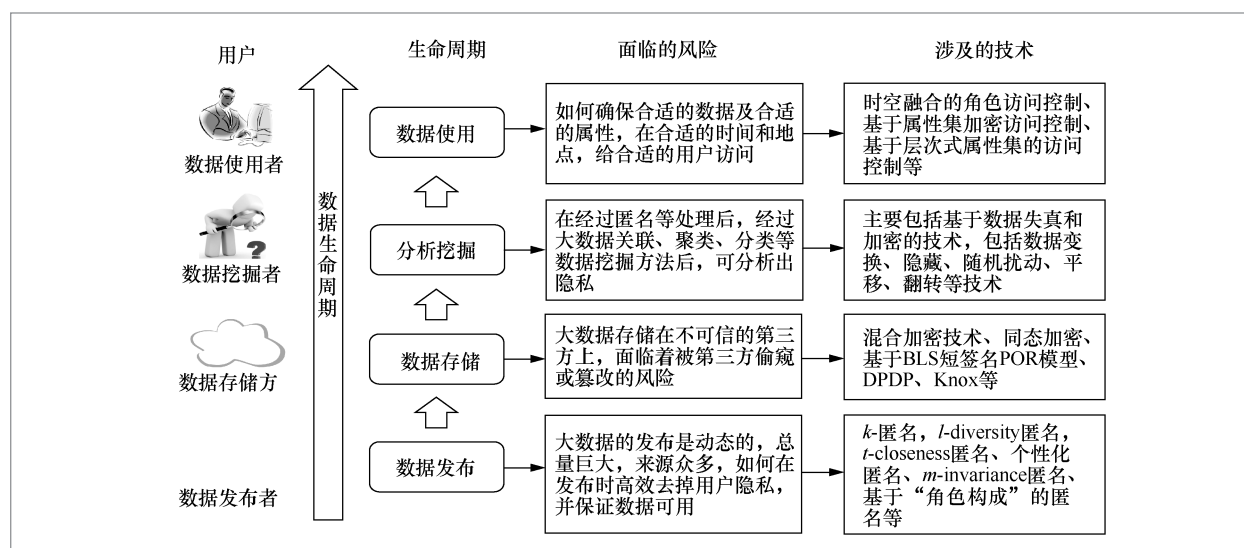 用户
生命周期
面临的风险
涉及的技术
数据生命周期
数据使用者
数据使用
如何确保合适的数据及合适
的属性，在合适的时间和地
点，给合适的用户访问
时空融合的角色访问控制、
基于属性集加密访问控制、
基于层次式属性集的访问
控制等
数据挖掘者
分析挖掘
在经过匿名等处理后，经过
大数据关联、聚类、分类等
数据挖掘方法后，可分析出
隐私
主要包括基于数据失真和
加密的技术，包括数据变
换、隐藏、随机扰动、平
移、翻转等技术
数据存储方
数据存储
大数据存储在不可信的第三
方上，面临着被第三方偷窥
或篡改的风险
混合加密技术、同态加密、
基于BLS短签名POR模型、
DPDP、Knox等
数据发布者
数据发布
大数据的发布是动态的，总
量巨大，来源众多，如何在
发布时高效去掉用户隐私，
并保证数据可用
k-匿名，l-diversity匿名，
t-closeness匿名、个性化
匿名、m-invariance匿名、
基于“角色构成”的匿
名等